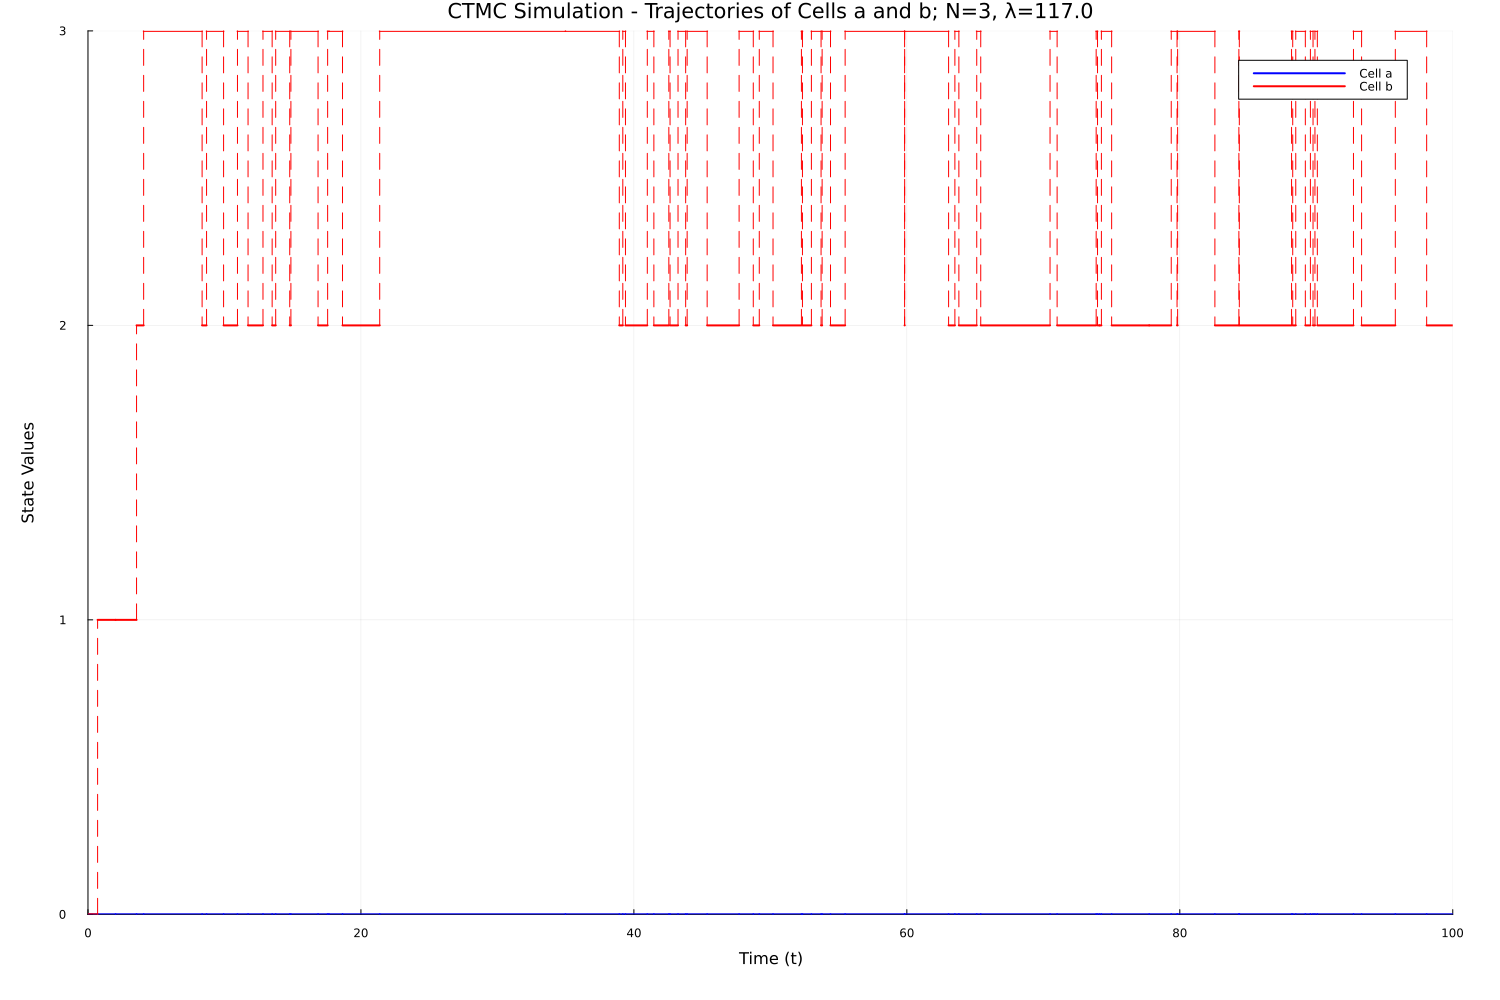 CTMC Simulation - Trajectories of Cells a and b; N=3, λ=117.0
3
Cell a
Cell b
2
State Values
1
0
0 20 40 60 80 100
Time (t)